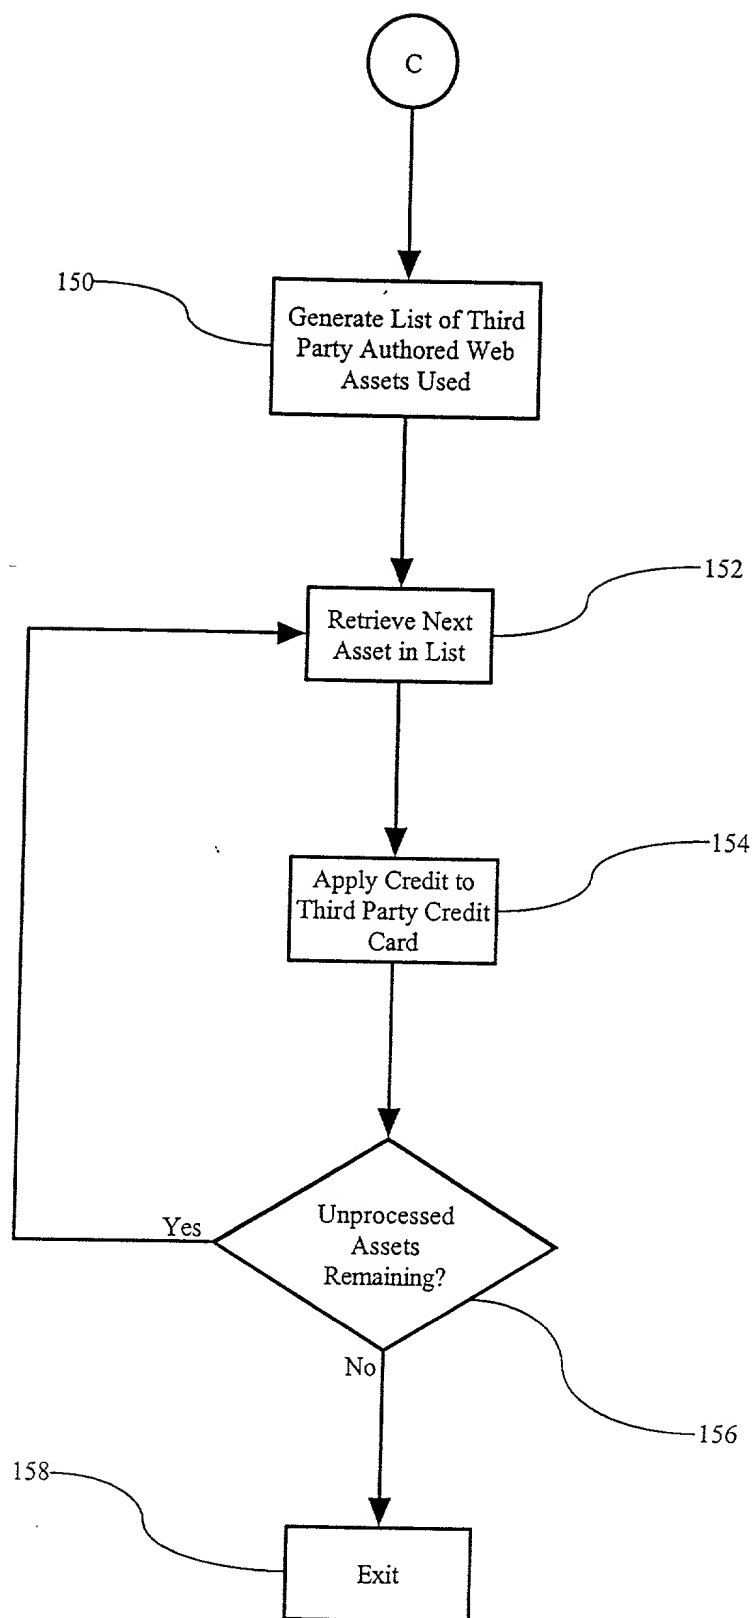 C
150
Generate List of Third
Party Authored Web
Assets Used
152
Retrieve Next
Asset in List
154
Apply Credit to
Third Party Credit
Card
Yes
Unprocessed
Assets
Remaining?
No
156
158
Exit